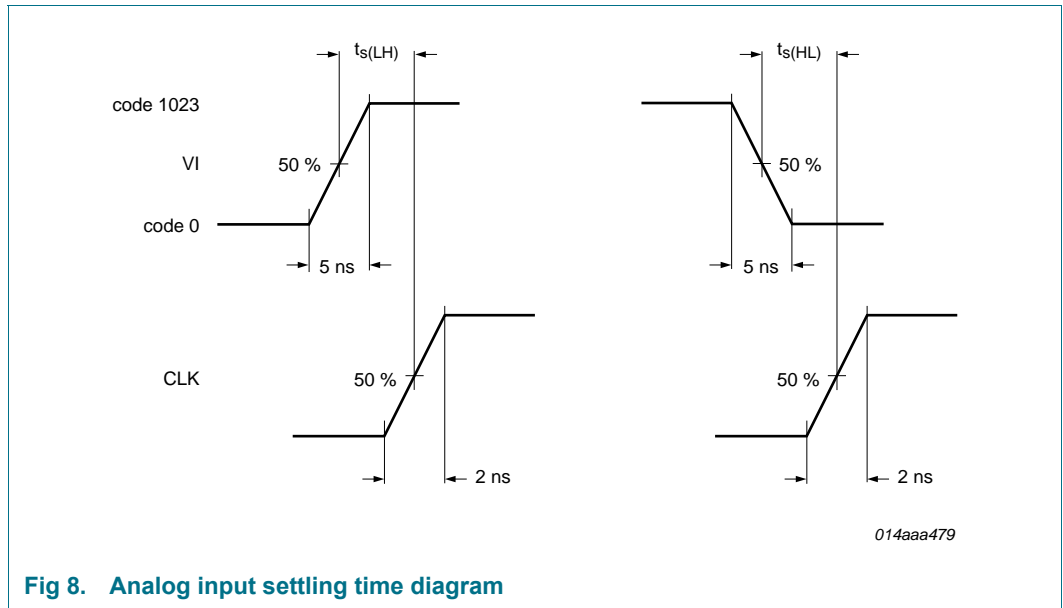 ts(LH)
ts(HL)
code 1023
VI
50 %
50 %
code 0
5 ns
5 ns
CLK
50 %
50 %
2 ns
2 ns
014aaa479
Fig 8. Analog input settling time diagram